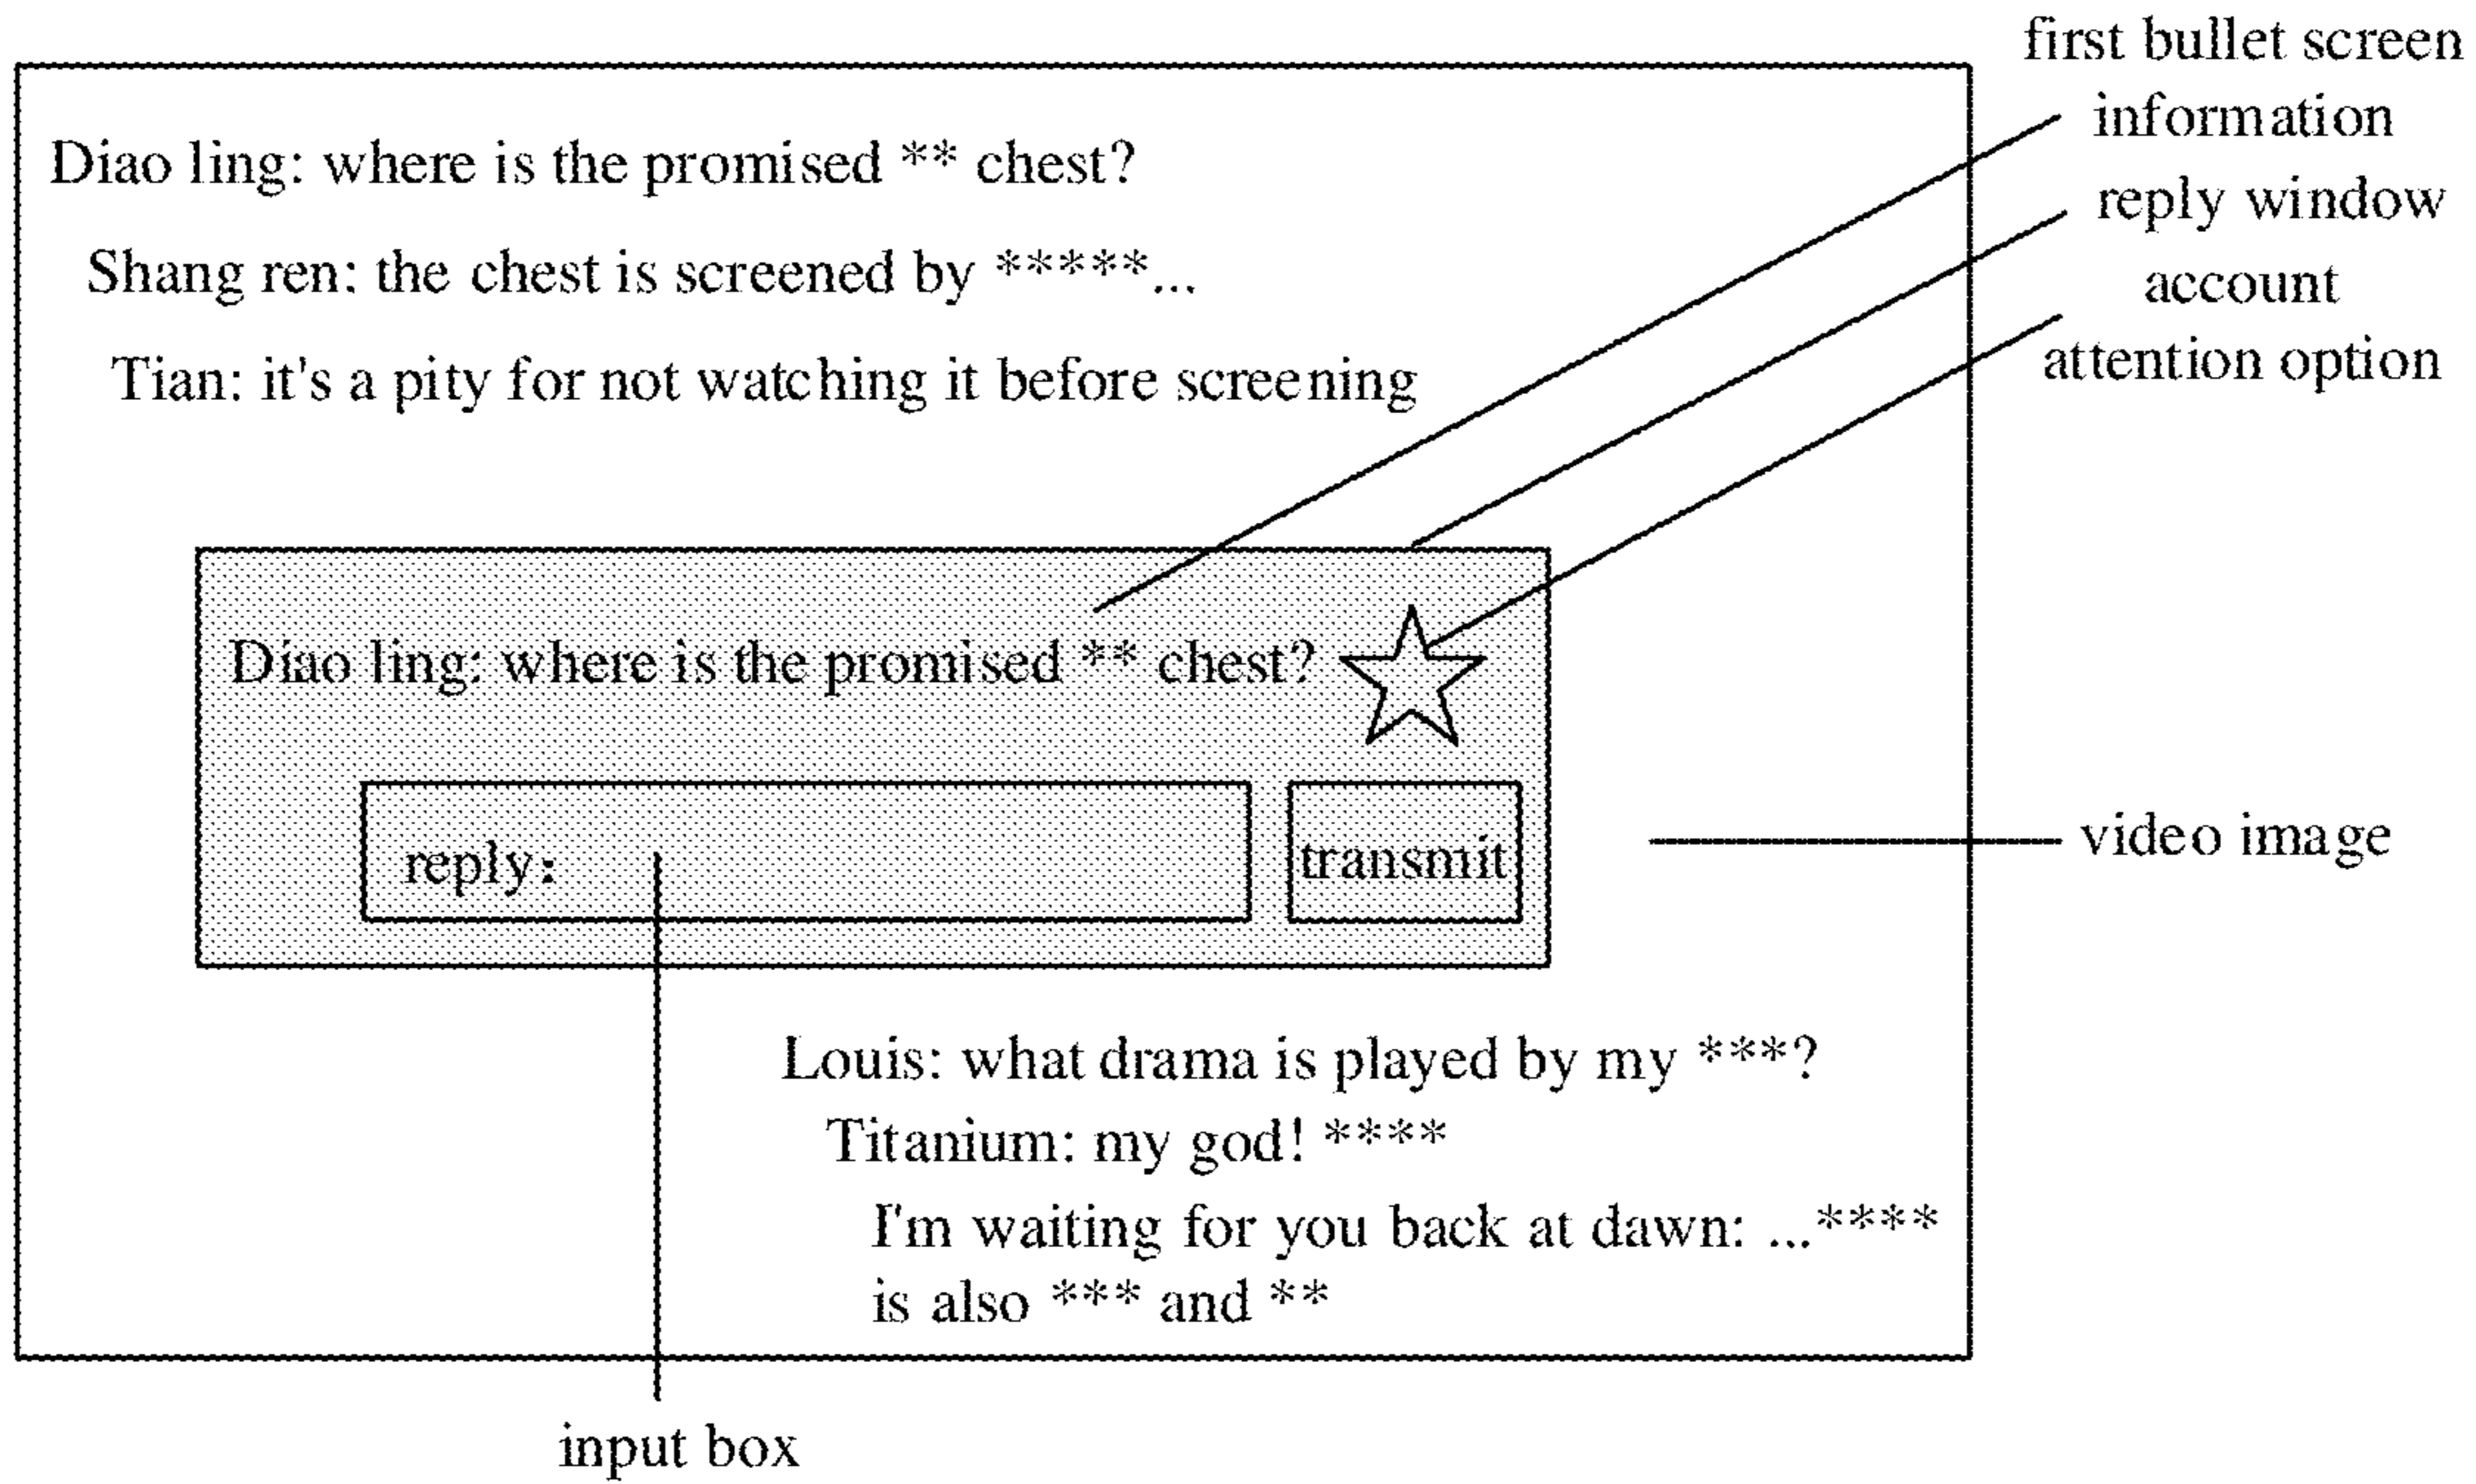 first bullet screen
information
reply window
account
attention option
Diao ling: where is the promised ** chest?
Shang ren: the chest is screened by *****...
Tian: it's a pity for not watching it before screening
Diao ling: where is the promised ** chest?
reply:
transmit
video image
Louis: what drama is played by my ***?
Titanium: my god! ****
I'm waiting for you back at dawn: ...****
is also *** and **
input box